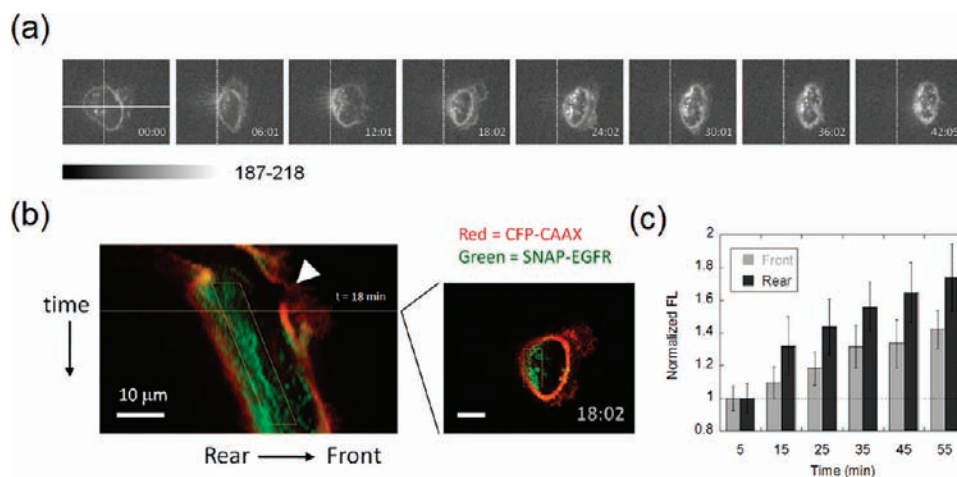 (a)
00:00 06:01 12:01 18:02 24:02 30:01 36:02 42:05
187-218
(b)
Red = CFP-CAAX
Green = SNAP-EGFR
time
t = 18 min
10 μm
18:02
Rear Front
(c)
Normalized FL
2
1.8
1.6
1.4
1.2
1
0.8
Front
Rear
5 15 25 35 45 55
Time (min)